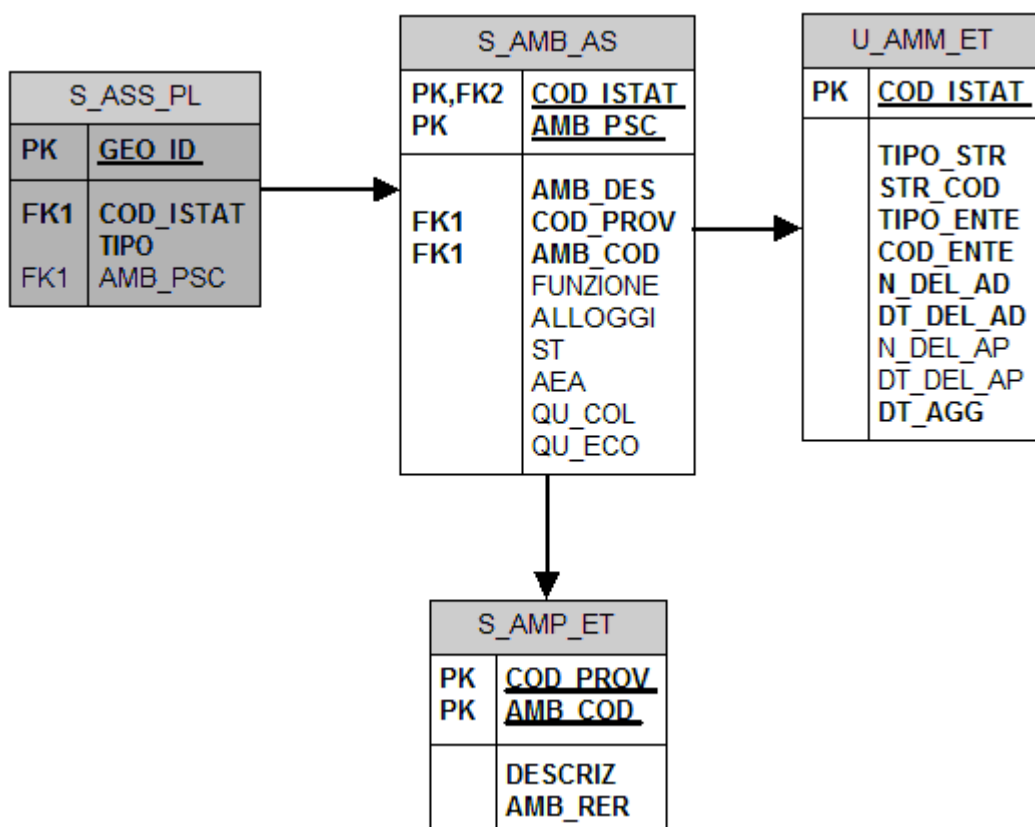 S_ASS_PL
PK GEO_ID
FK1 COD_ISTAT
TIPO
FK1 AMB_PSC
S_AMB_AS
PK,FK2 COD_ISTAT
PK AMB_PSC
AMB_DES
FK1 COD_PROV
FK1 AMB_COD
FUNZIONE
ALLOGGI
ST
AEA
QU_COL
QU_ECO
U_AMM_ET
PK COD_ISTAT
TIPO_STR
STR_COD
TIPO_ENTE
COD_ENTE
N_DEL_AD
DT_DEL_AD
N_DEL_AP
DT_DEL_AP
DT_AGG
S_AMP_ET
PK COD_PROV
PK AMB_COD
DESCRIZ
AMB_RER